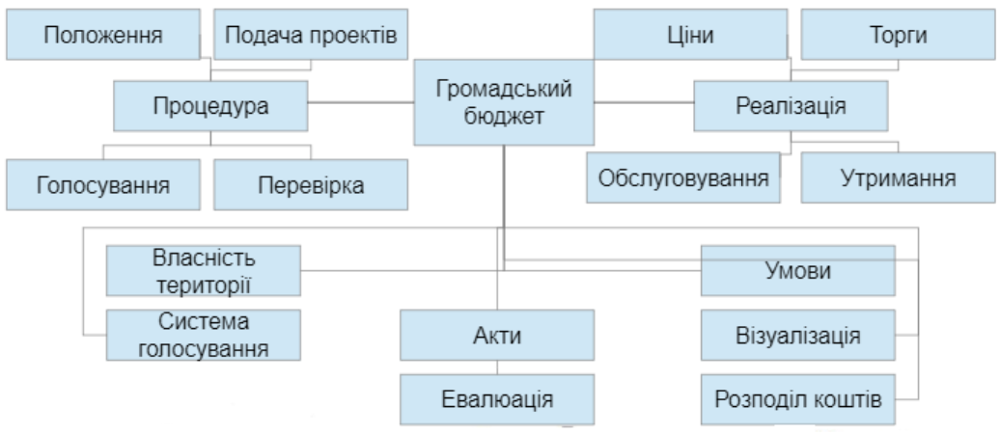 Положення
Подача проектів
Ціни
Торги
Громадський
бюджет
Процедура
Реалізація
Голосування
Перевірка
Обслуговування
Утримання
Власність
території
Умови
Система
голосування
Акти
Візуалізація
Евалюація
Розподіл коштів